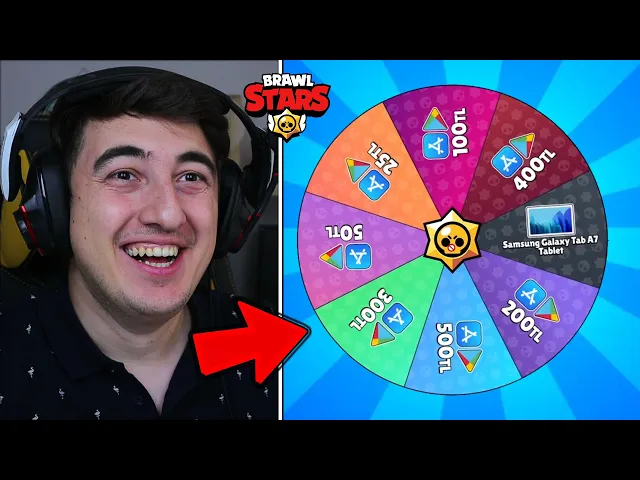 BRAWL
STARS
100TL
400TL
Samsung Galaxy Tab A7
Tablet
200TL
500TL
300TL
50TL
25TL